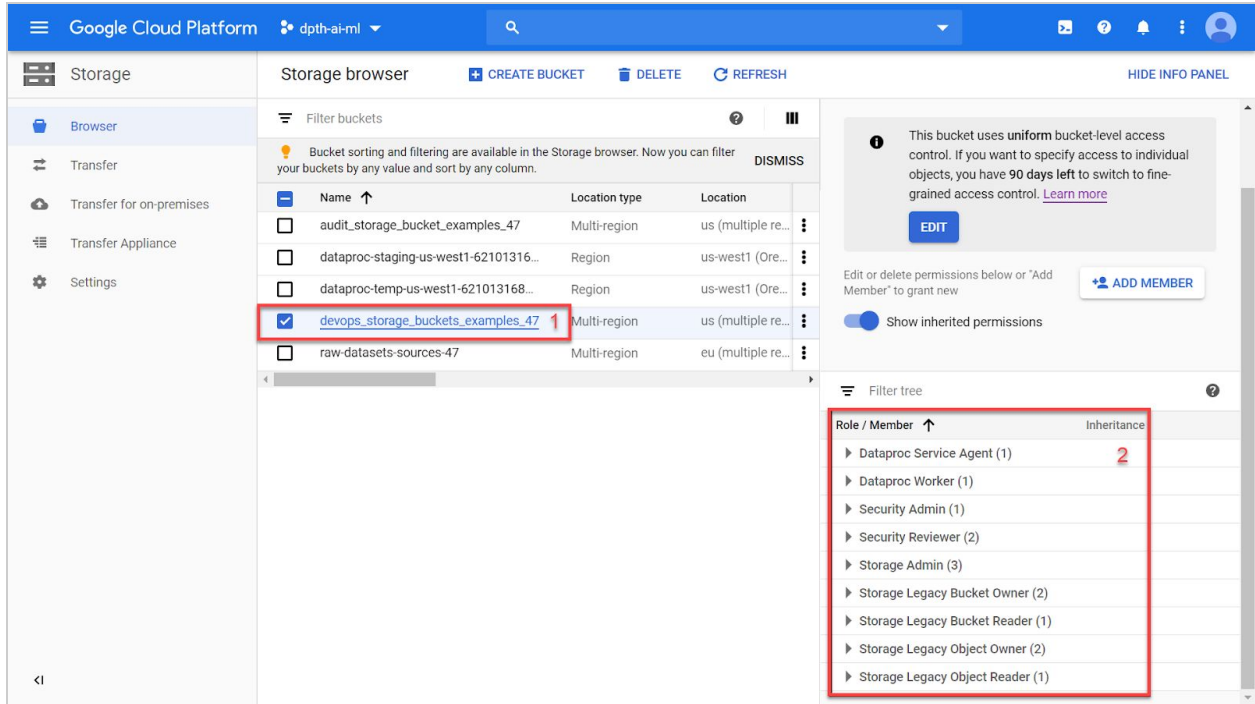 Google Cloud Platform
dpth-ai-ml
Storage
Storage browser
CREATE BUCKET
DELETE
REFRESH
HIDE INFO PANEL
Browser
Transfer
Transfer for on-premises
Transfer Appliance
Settings
Filter buckets
Bucket sorting and filtering are available in the Storage browser. Now you can filter
your buckets by any value and sort by any column.
DISMISS
Name Location type Location
audit_storage_bucket_examples_47 Multi-region us (multiple re...
dataproc-staging-us-west1-62101316... Region us-west1 (Ore...
dataproc-temp-us-west1-621013168... Region us-west1 (Ore...
devops_storage_buckets_examples_47 1 Multi-region us (multiple re...
raw-datasets-sources-47 Multi-region eu (multiple re...
This bucket uses uniform bucket-level access
control. If you want to specify access to individual
objects, you have 90 days left to switch to fine-
grained access control. Learn more
EDIT
Edit or delete permissions below or "Add
Member" to grant new
ADD MEMBER
Show inherited permissions
Filter tree
Role / Member Inheritance
2
Dataproc Service Agent (1)
Dataproc Worker (1)
Security Admin (1)
Security Reviewer (2)
Storage Admin (3)
Storage Legacy Bucket Owner (2)
Storage Legacy Bucket Reader (1)
Storage Legacy Object Owner (2)
Storage Legacy Object Reader (1)